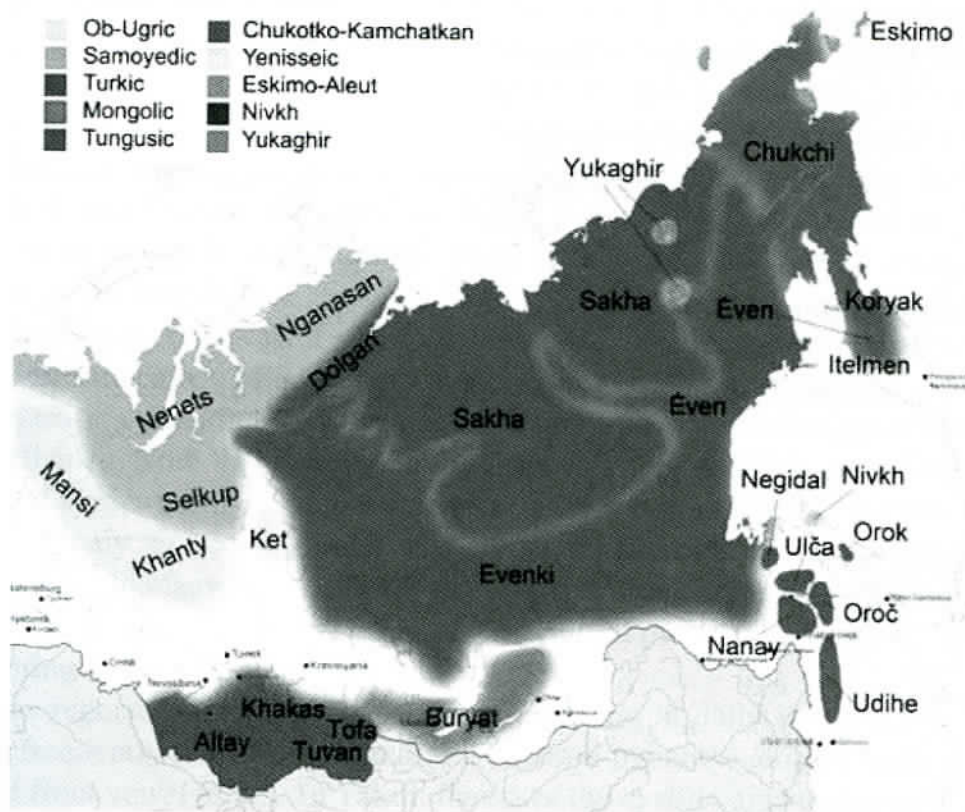 Ob-Ugric
Samoyedic
Turkic
Mongolic
Tungusic
Chukotko-Kamchatkan
Yenisseic
Eskimo-Aleut
Nivkh
Yukaghir
Eskimo
Chukchi
Yukaghir
Nganasan
Sakha
Éven
Koryak
Dolgan
Itelmen
Nenets
Sakha
Éven
Mansi
Selkup
Negidal
Nivkh
Khanty
Ket
Ulča
Orok
Evenki
Oroč
Nanay
Udihe
Khakas
Tofa
Buryat
Altay
Tuvan